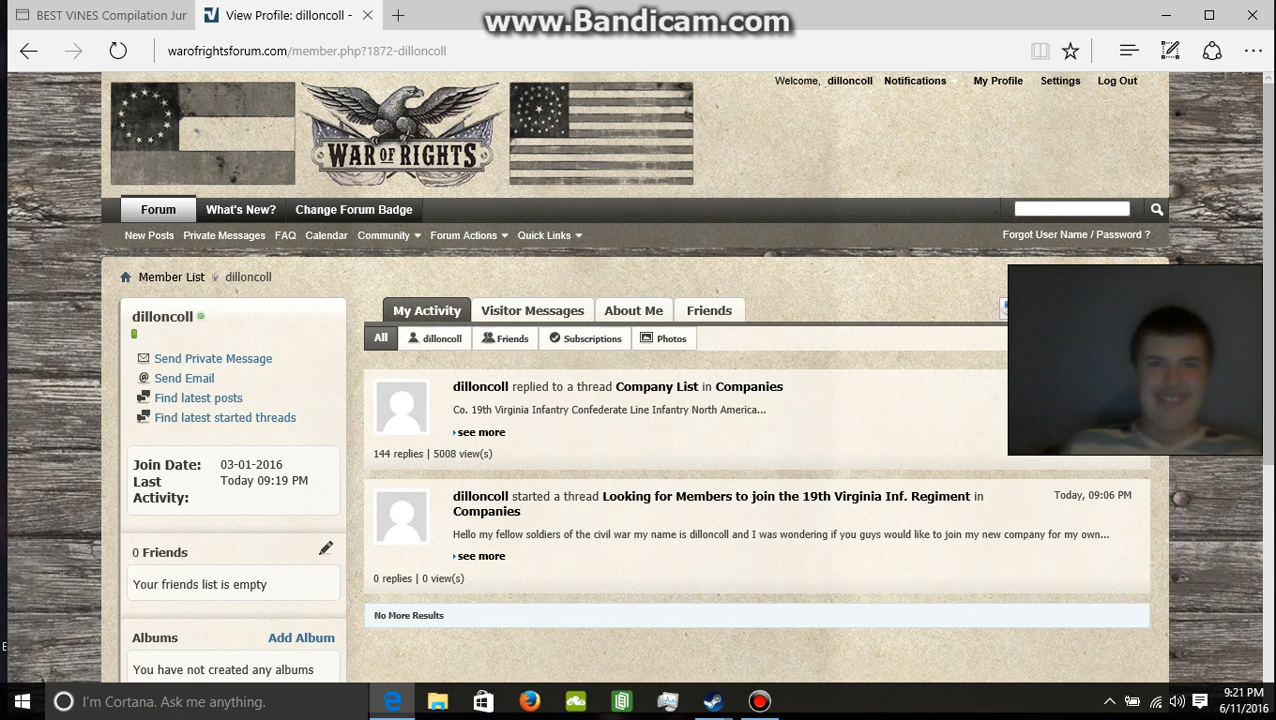 BEST VINES Compilation Jur
View Profile: dilloncoll -
www.Bandicam.com
warofrightsforum.com/member.php?1872-dilloncoll
Welcome, dilloncoll Notifications My Profile Settings Log Out
WAR OF RIGHTS
Forum What's New? Change Forum Badge
New Posts Private Messages FAQ Calendar Community Forum Actions Quick Links Forgot User Name / Password ?
Member List dilloncoll
dilloncoll
Send Private Message
Send Email
Find latest posts
Find latest started threads
Join Date: 03-01-2016
Last Activity: Today 09:19 PM
0 Friends
Your friends list is empty
Albums Add Album
You have not created any albums
My Activity Visitor Messages About Me Friends
All dilloncoll Friends Subscriptions Photos
dilloncoll replied to a thread Company List in Companies
Co. 19th Virginia Infantry Confederate Line Infantry North America...
see more
144 replies | 5008 view(s)
dilloncoll started a thread Looking for Members to join the 19th Virginia Inf. Regiment in
Companies
Today, 09:06 PM
Hello my fellow soldiers of the civil war my name is dilloncoll and I was wondering if you guys would like to join my new company for my own...
see more
0 replies | 0 view(s)
No More Results
I'm Cortana. Ask me anything.
9:21 PM
6/11/2016